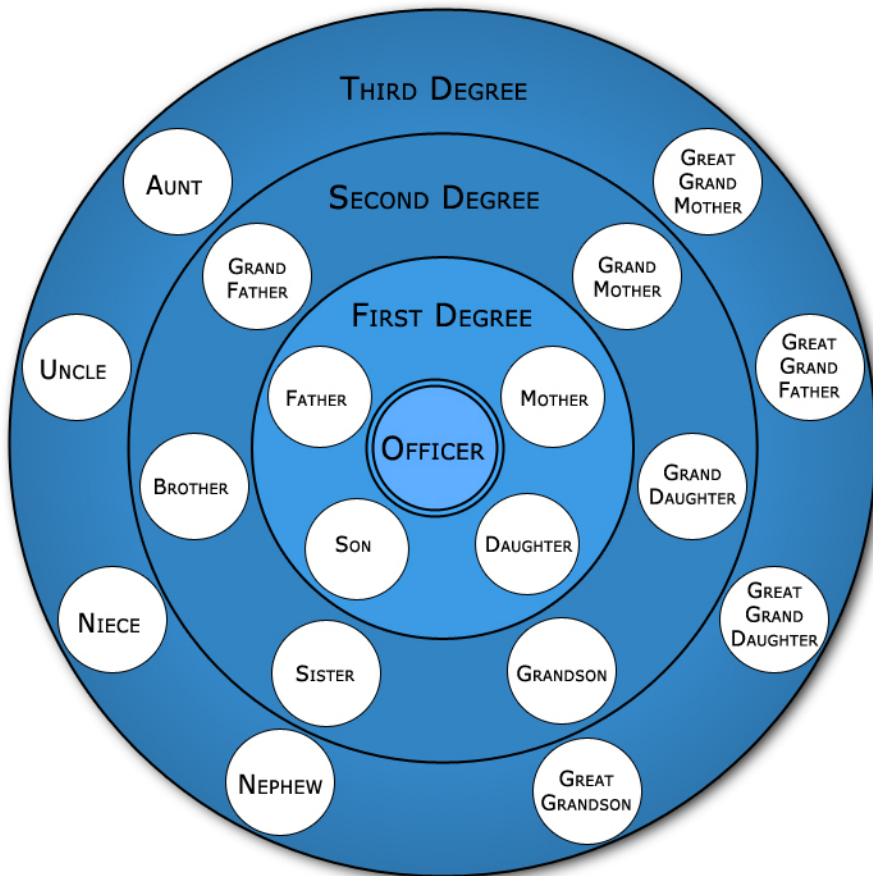 Third Degree
Aunt
Great
Grand
Mother
Second Degree
Grand
Father
Grand
Mother
First Degree
Uncle
Great
Grand
Father
Father
Mother
Officer
Brother
Grand
Daughter
Son
Daughter
Niece
Great
Grand
Daughter
Sister
Grandson
Nephew
Great
Grandson